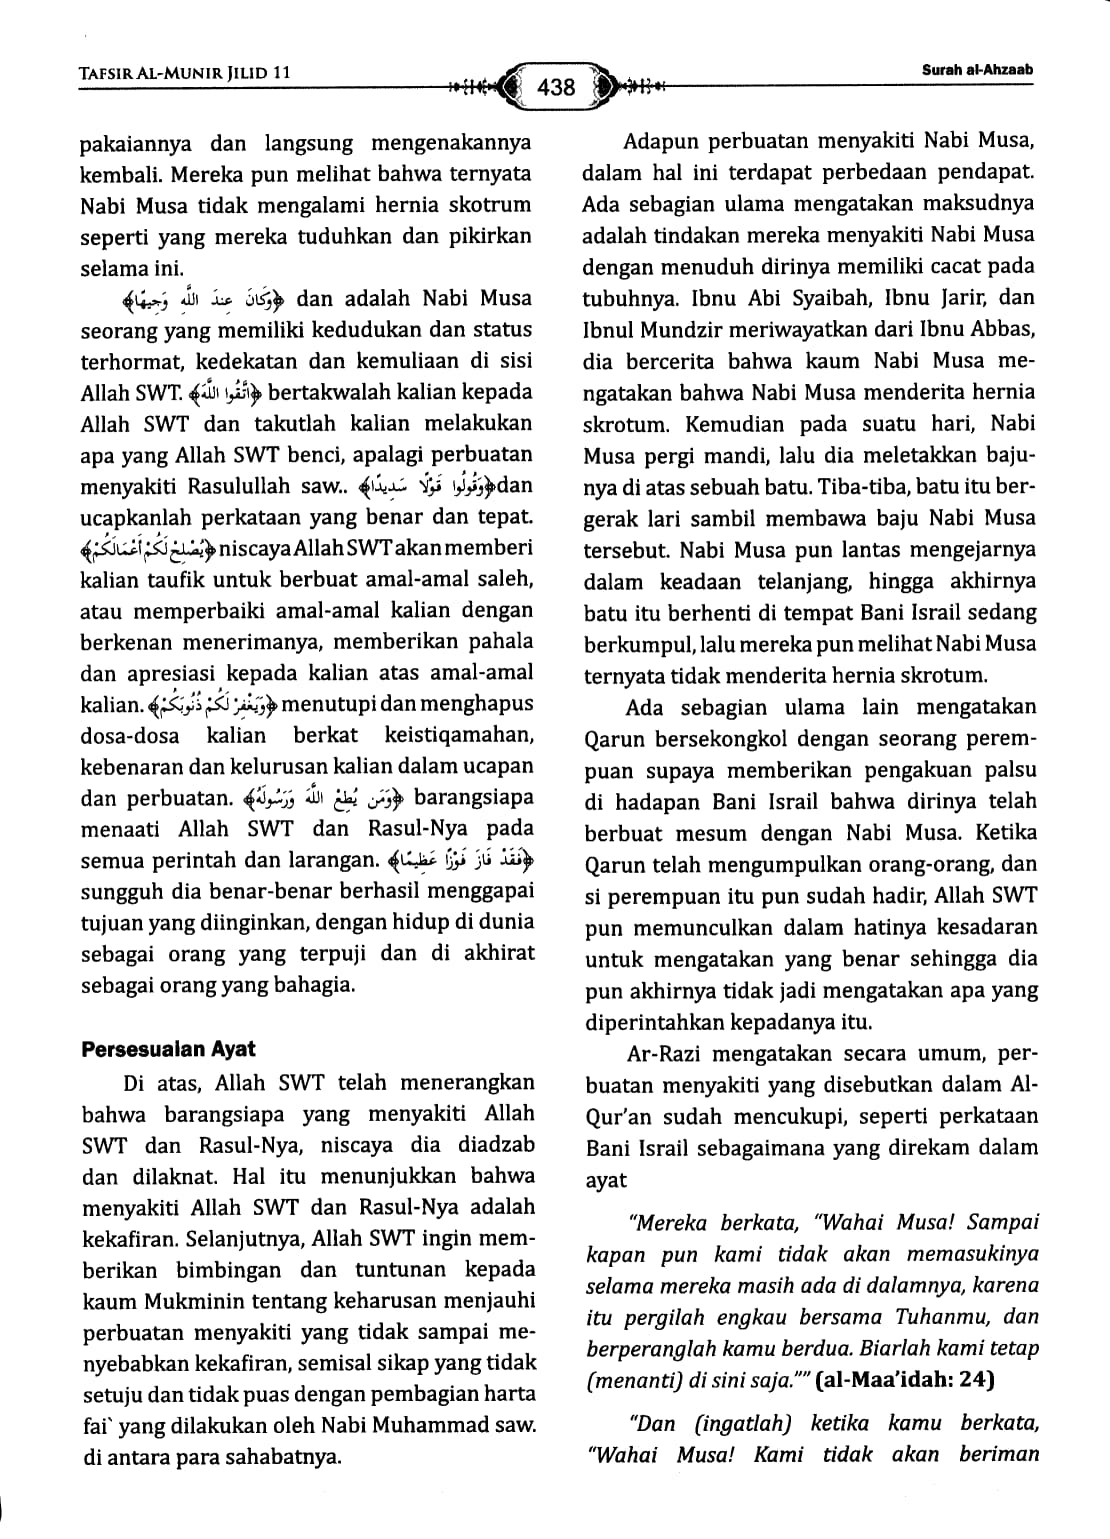 TAFSIR AL-MUNIR JILID 11
438
Surah al-Ahzaab
pakaiannya dan langsung mengenakannya
kembali. Mereka pun melihat bahwa ternyata
Nabi Musa tidak mengalami hernia skotrum
seperti yang mereka tuduhkan dan pikirkan
selama ini.
﴿وَكَانَ عِندَ اللَّهِ وَجِيهًا﴾ dan adalah Nabi Musa
seorang yang memiliki kedudukan dan status
terhormat, kedekatan dan kemuliaan di sisi
Allah SWT. ﴿اتَّقُوا اللَّهَ﴾ bertakwalah kalian kepada
Allah SWT dan takutlah kalian melakukan
apa yang Allah SWT benci, apalagi perbuatan
menyakiti Rasulullah saw.. ﴿وَقُولُوا قَوْلًا سَدِيدًا﴾dan
ucapkanlah perkataan yang benar dan tepat.
﴿يُصْلِحْ لَكُمْ أَعْمَالَكُمْ﴾ niscaya Allah SWT akan memberi
kalian taufik untuk berbuat amal-amal saleh,
atau memperbaiki amal-amal kalian dengan
berkenan menerimanya, memberikan pahala
dan apresiasi kepada kalian atas amal-amal
kalian. ﴿وَيَغْفِرْ لَكُمْ ذُنُوبَكُمْ﴾ menutupi dan menghapus
dosa-dosa kalian berkat keistiqamahan,
kebenaran dan kelurusan kalian dalam ucapan
dan perbuatan. ﴿وَمَن يُطِعْ اللَّهَ وَرَسُولَهُ﴾ barangsiapa
menaati Allah SWT dan Rasul-Nya pada
semua perintah dan larangan. ﴿فَقَدْ فَازَ فَوْزًا عَظِيمًا﴾
sungguh dia benar-benar berhasil menggapai
tujuan yang diinginkan, dengan hidup di dunia
sebagai orang yang terpuji dan di akhirat
sebagai orang yang bahagia.
Persesuaian Ayat
Di atas, Allah SWT telah menerangkan
bahwa barangsiapa yang menyakiti Allah
SWT dan Rasul-Nya, niscaya dia diadzab
dan dilaknat. Hal itu menunjukkan bahwa
menyakiti Allah SWT dan Rasul-Nya adalah
kekafiran. Selanjutnya, Allah SWT ingin mem-
berikan bimbingan dan tuntunan kepada
kaum Mukminin tentang keharusan menjauhi
perbuatan menyakiti yang tidak sampai me-
nyebabkan kekafiran, semisal sikap yang tidak
setuju dan tidak puas dengan pembagian harta
fai` yang dilakukan oleh Nabi Muhammad saw.
di antara para sahabatnya.
Adapun perbuatan menyakiti Nabi Musa,
dalam hal ini terdapat perbedaan pendapat.
Ada sebagian ulama mengatakan maksudnya
adalah tindakan mereka menyakiti Nabi Musa
dengan menuduh dirinya memiliki cacat pada
tubuhnya. Ibnu Abi Syaibah, Ibnu Jarir, dan
Ibnul Mundzir meriwayatkan dari Ibnu Abbas,
dia bercerita bahwa kaum Nabi Musa me-
ngatakan bahwa Nabi Musa menderita hernia
skrotum. Kemudian pada suatu hari, Nabi
Musa pergi mandi, lalu dia meletakkan baju-
nya di atas sebuah batu. Tiba-tiba, batu itu ber-
gerak lari sambil membawa baju Nabi Musa
tersebut. Nabi Musa pun lantas mengejarnya
dalam keadaan telanjang, hingga akhirnya
batu itu berhenti di tempat Bani Israil sedang
berkumpul, lalu mereka pun melihat Nabi Musa
ternyata tidak menderita hernia skrotum.
Ada sebagian ulama lain mengatakan
Qarun bersekongkol dengan seorang perem-
puan supaya memberikan pengakuan palsu
di hadapan Bani Israil bahwa dirinya telah
berbuat mesum dengan Nabi Musa. Ketika
Qarun telah mengumpulkan orang-orang, dan
si perempuan itu pun sudah hadir, Allah SWT
pun memunculkan dalam hatinya kesadaran
untuk mengatakan yang benar sehingga dia
pun akhirnya tidak jadi mengatakan apa yang
diperintahkan kepadanya itu.
Ar-Razi mengatakan secara umum, per-
buatan menyakiti yang disebutkan dalam Al-
Qur’an sudah mencukupi, seperti perkataan
Bani Israil sebagaimana yang direkam dalam
ayat
“Mereka berkata, “Wahai Musa! Sampai
kapan pun kami tidak akan memasukinya
selama mereka masih ada di dalamnya, karena
itu pergilah engkau bersama Tuhanmu, dan
berperanglah kamu berdua. Biarlah kami tetap
(menanti) di sini saja.”” (al-Maa’idah: 24)
“Dan (ingatlah) ketika kamu berkata,
“Wahai Musa! Kami tidak akan beriman